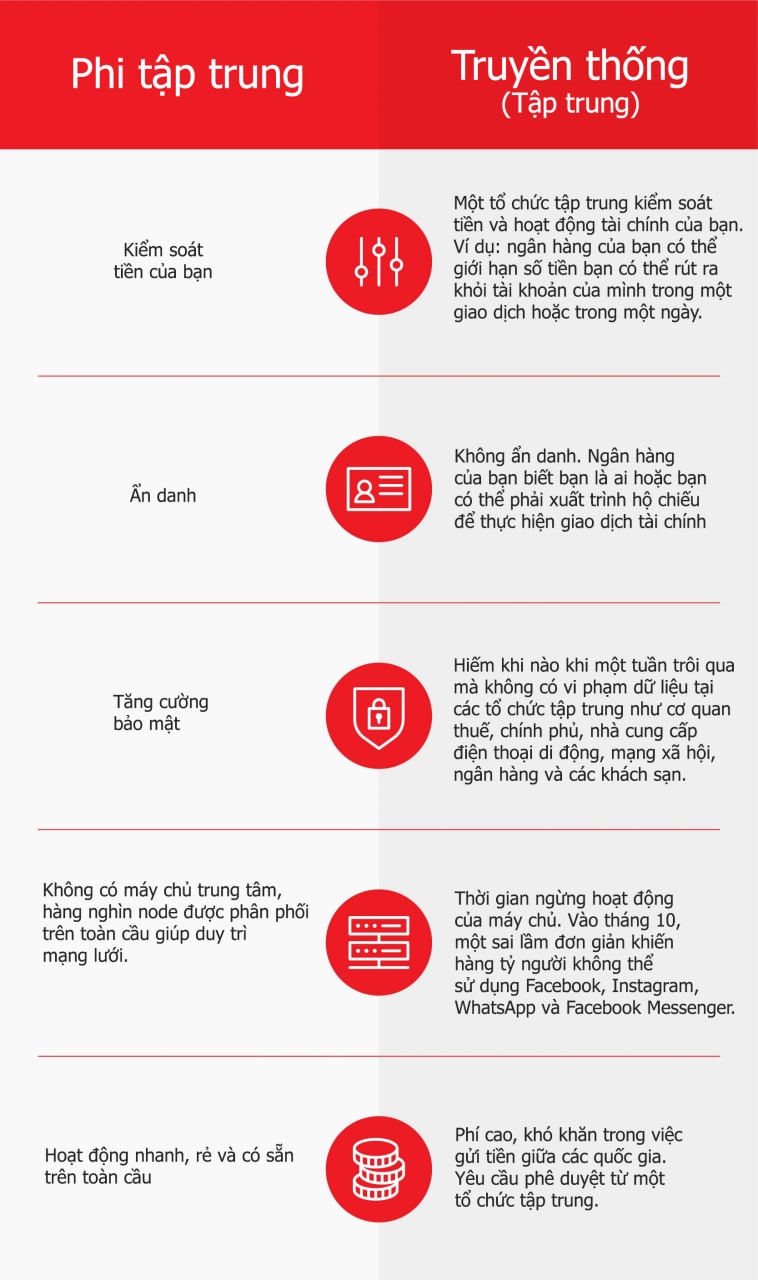 Phi tập trung
Truyền thống
(Tập trung)
Kiểm soát
tiền của bạn
Một tổ chức tập trung kiểm soát
tiền và hoạt động tài chính của bạn.
Ví dụ: ngân hàng của bạn có thể
giới hạn số tiền bạn có thể rút ra
khỏi tài khoản của mình trong một
giao dịch hoặc trong một ngày.
Ẩn danh
Không ẩn danh. Ngân hàng
của bạn biết bạn là ai hoặc bạn
có thể phải xuất trình hộ chiếu
để thực hiện giao dịch tài chính
Tăng cường
bảo mật
Hiếm khi nào khi một tuần trôi qua
mà không có vi phạm dữ liệu tại
các tổ chức tập trung như cơ quan
thuế, chính phủ, nhà cung cấp
điện thoại di động, mạng xã hội,
ngân hàng và các khách sạn.
Không có máy chủ trung tâm,
hàng nghìn node được phân phối
trên toàn cầu giúp duy trì
mạng lưới.
Thời gian ngừng hoạt động
của máy chủ. Vào tháng 10,
một sai lầm đơn giản khiến
hàng tỷ người không thể
sử dụng Facebook, Instagram,
WhatsApp và Facebook Messenger.
Hoạt động nhanh, rẻ và có sẵn
trên toàn cầu
Phí cao, khó khăn trong việc
gửi tiền giữa các quốc gia.
Yêu cầu phê duyệt từ một
tổ chức tập trung.